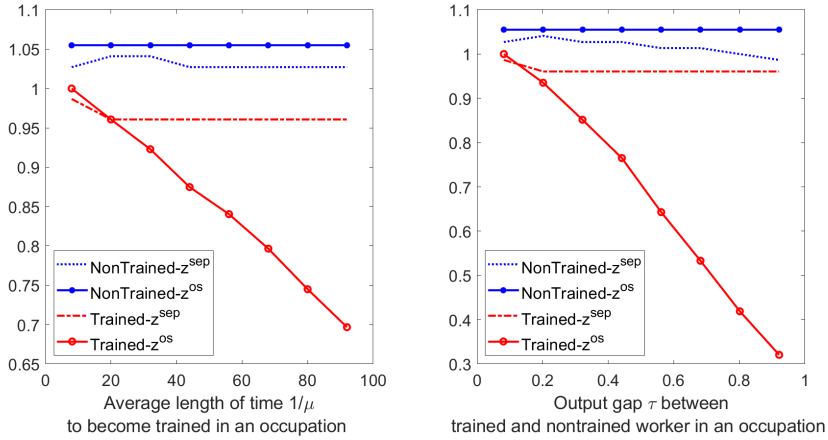 1.1
1.05
1
0.95
0.9
0.85
0.8
0.75
0.7
0.65
NonTrained-z^sep
NonTrained-z^os
Trained-z^sep
Trained-z^os
0 20 40 60 80 100
Average length of time 1/μ
to become trained in an occupation
1.1
1
0.9
0.8
0.7
0.6
0.5
0.4
0.3
NonTrained-z^sep
NonTrained-z^os
Trained-z^sep
Trained-z^os
0 0.2 0.4 0.6 0.8 1
Output gap τ between
trained and nontrained worker in an occupation